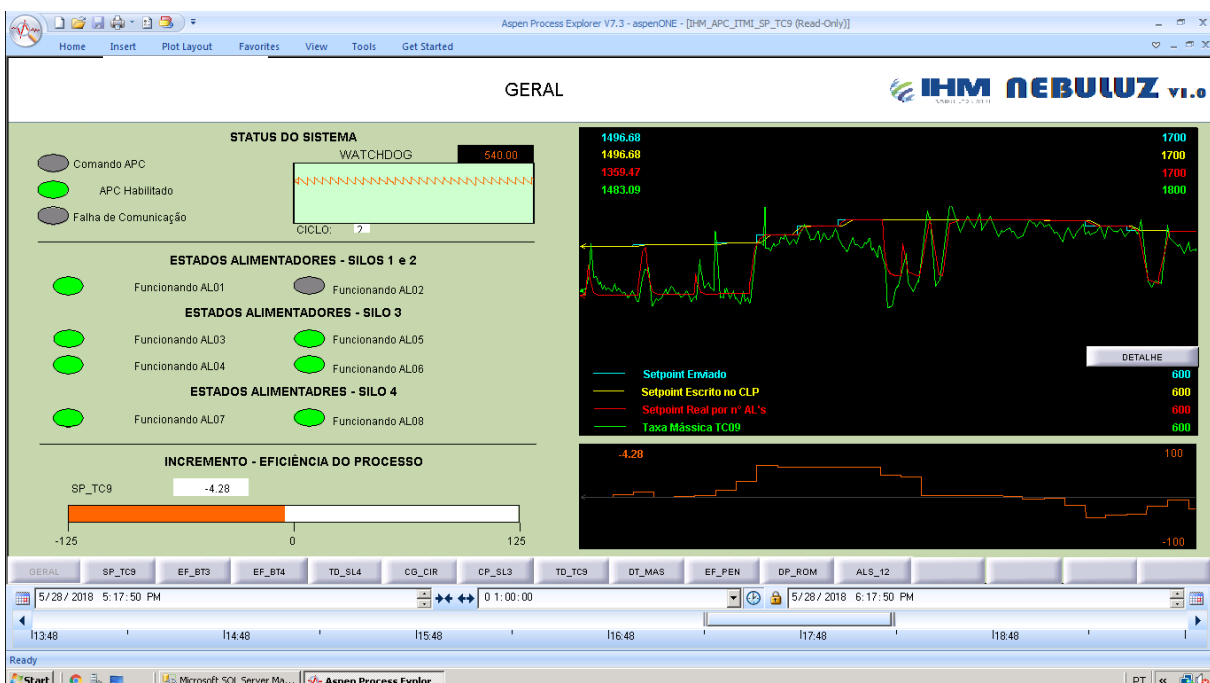 Aspen Process Explorer V7.3 - aspenONE - [IHM_APC_ITMI_SP_TC9 (Read-Only)]
Home Insert Plot Layout Favorites View Tools Get Started
GERAL
IHM NEBULUZ V1.0
STATUS DO SISTEMA
WATCHDOG 540.00
Comando APC
APC Habilitado
Falha de Comunicação
CICLO: 2
ESTADOS ALIMENTADORES - SILOS 1 e 2
Funcionando AL01 Funcionando AL02
ESTADOS ALIMENTADORES - SILO 3
Funcionando AL03 Funcionando AL05
Funcionando AL04 Funcionando AL06
ESTADOS ALIMENTADRES - SILO 4
Funcionando AL07 Funcionando AL08
INCREMENTO - EFICIÊNCIA DO PROCESSO
SP_TC9 -4.28
-125 0 125
1496.68 1700
1496.68 1700
1359.47 1700
1483.09 1800
DETALHE
Setpoint Enviado 600
Setpoint Escrito no CLP 600
Setpoint Real por nº AL's 600
Taxa Mássica TC09 600
-4.28 100
-100
GERAL SP_TC9 EF_BT3 EF_BT4 TD_SL4 CG_CIR CP_SL3 TD_TC9 DT_MAS EF_PEN DP_ROM ALS_12
5/28/2018 5:17:50 PM 0 1:00:00 5/28/2018 6:17:50 PM
13:48 14:48 15:48 16:48 17:48 18:48
Ready
Start Microsoft SQL Server Ma... Aspen Process Explor... PT